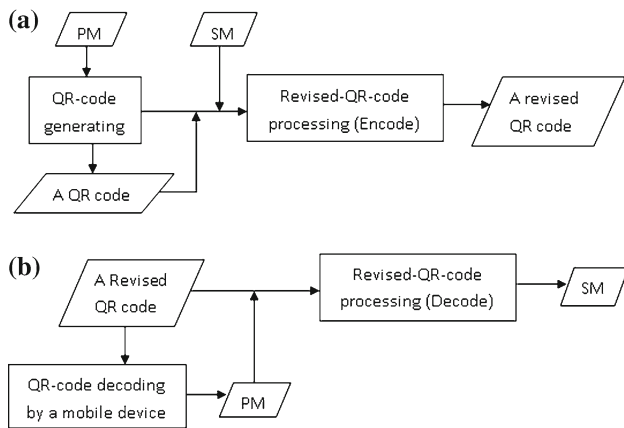 (a)
PM
SM
QR-code
generating
Revised-QR-code
processing (Encode)
A revised
QR code
A QR code
(b)
A Revised
QR code
Revised-QR-code
processing (Decode)
SM
QR-code decoding
by a mobile device
PM